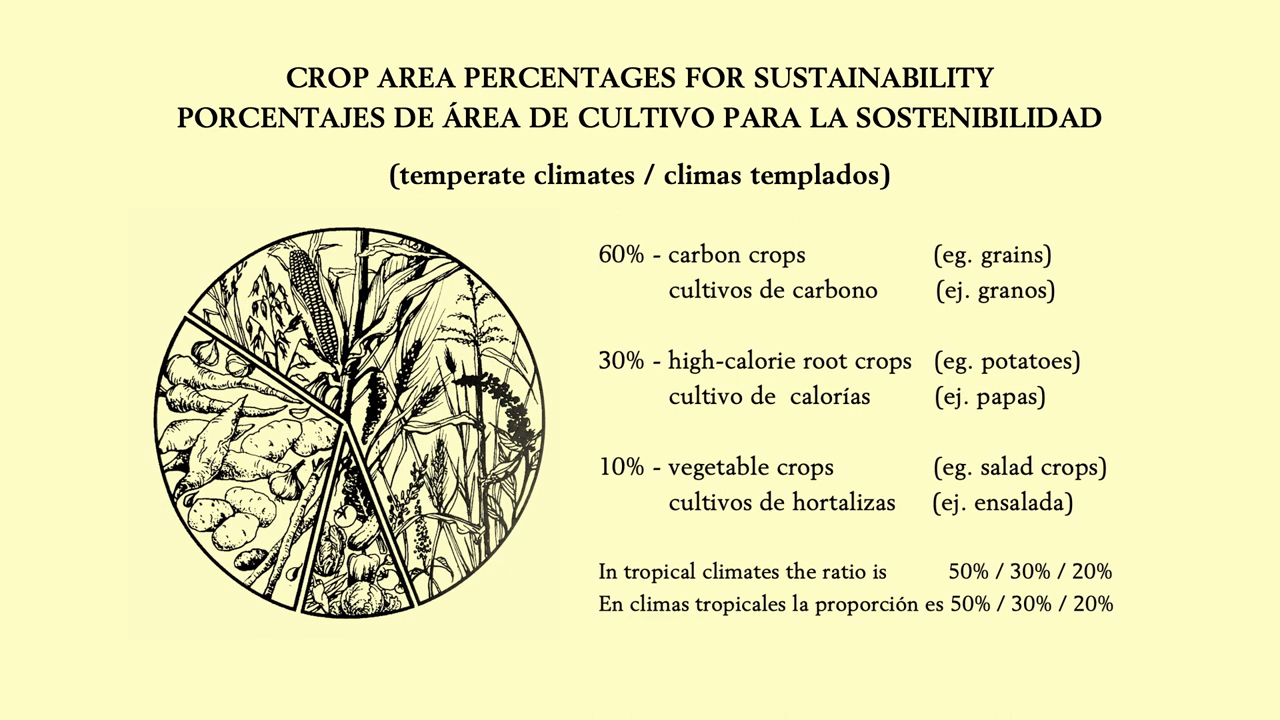 CROP AREA PERCENTAGES FOR SUSTAINABILITY
PORCENTAJES DE ÁREA DE CULTIVO PARA LA SOSTENIBILIDAD
(temperate climates / climas templados)
60% - carbon crops (eg. grains)
cultivos de carbono (ej. granos)
30% - high-calorie root crops (eg. potatoes)
cultivo de calorías (ej. papas)
10% - vegetable crops (eg. salad crops)
cultivos de hortalizas (ej. ensalada)
In tropical climates the ratio is 50% / 30% / 20%
En climas tropicales la proporción es 50% / 30% / 20%